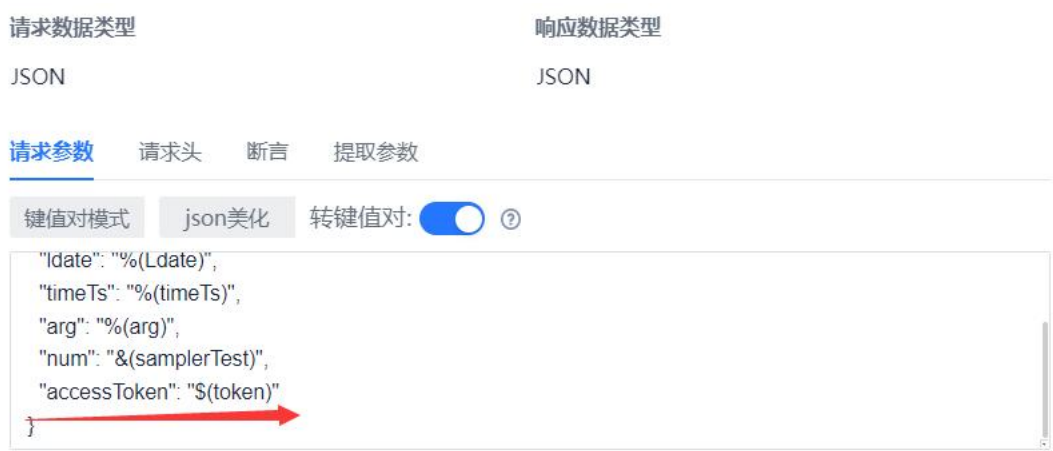 请求数据类型 响应数据类型
JSON JSON
请求参数 请求头 断言 提取参数
键值对模式 json美化 转键值对: ?
"ldate": "%(Ldate)",
"timeTs": "%(timeTs)",
"arg": "%(arg)",
"num": "&(samplerTest)",
"accessToken": "$(token)"
}